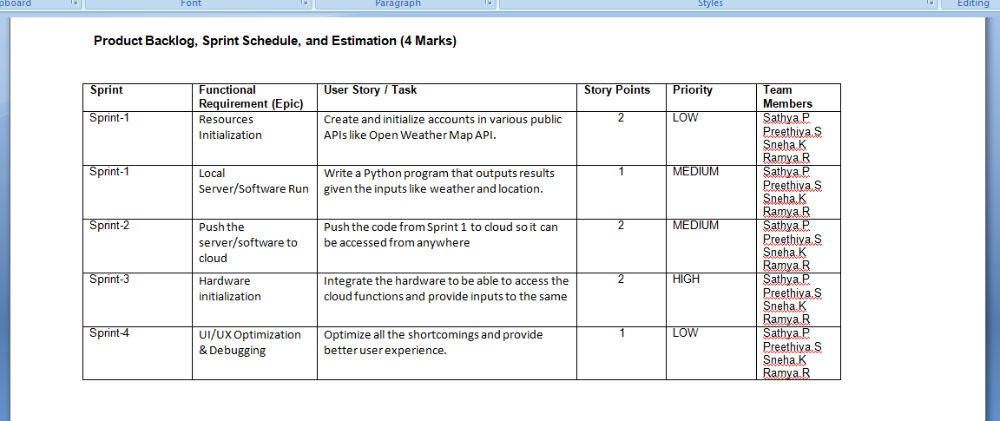 pboard Font Paragraph Styles Editing
Product Backlog, Sprint Schedule, and Estimation (4 Marks)
Sprint Functional Requirement (Epic) User Story / Task Story Points Priority Team Members
Sprint-1
Resources
Initialization
Create and initialize accounts in various public
APIs like Open Weather Map API.
2
LOW
Sathya.P
Preethiya.S
Sneha.K
Ramya.R
Sprint-1
Local
Server/Software Run
Write a Python program that outputs results
given the inputs like weather and location.
1
MEDIUM
Sathya.P
Preethiya.S
Sneha.K
Ramya.R
Sprint-2
Push the
server/software to
cloud
Push the code from Sprint 1 to cloud so it can
be accessed from anywhere
2
MEDIUM
Sathya.P
Preethiya.S
Sneha.K
Ramya.R
Sprint-3
Hardware
initialization
Integrate the hardware to be able to access the
cloud functions and provide inputs to the same
2
HIGH
Sathya.P
Preethiya.S
Sneha.K
Ramya.R
Sprint-4
UI/UX Optimization
& Debugging
Optimize all the shortcomings and provide
better user experience.
1
LOW
Sathya.P
Preethiya.S
Sneha.K
Ramya.R